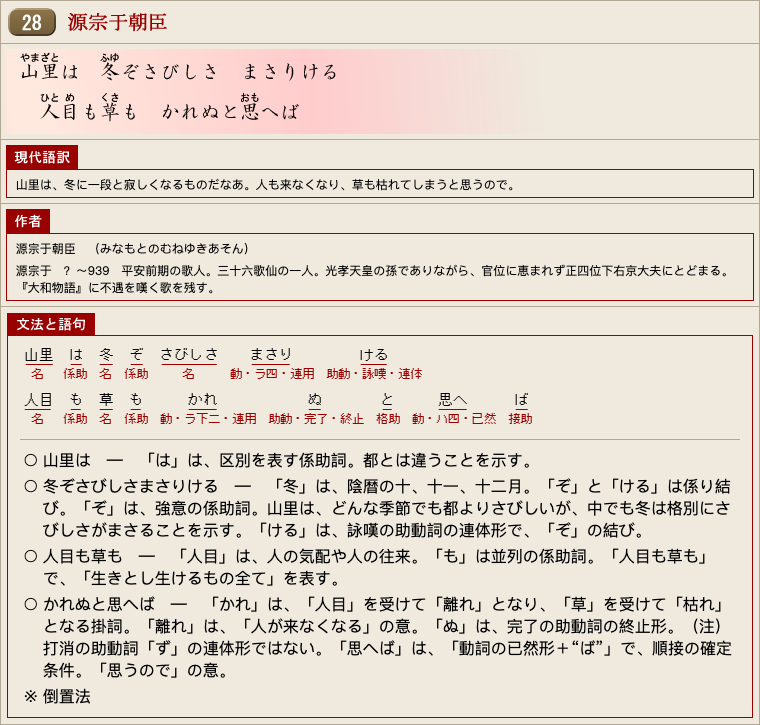 28 源宗于朝臣
やまざと ふゆ
山里は　冬ぞさびしさ　まさりける
ひと め くさ おも
人目も草も　かれぬと思へば
現代語訳
山里は、冬に一段と寂しくなるものだなあ。人も来なくなり、草も枯れてしまうと思うので。
作者
源宗于朝臣　（みなもとのむねゆきあそん）
源宗于　？～939　平安前期の歌人。三十六歌仙の一人。光孝天皇の孫でありながら、官位に恵まれず正四位下右京大夫にとどまる。
『大和物語』に不遇を嘆く歌を残す。
文法と語句
山里 は 冬 ぞ さびしさ まさり ける
名 係助 名 係助 名 動・ラ四・連用 助動・詠嘆・連体
人目 も 草 も かれ ぬ と 思へ ば
名 係助 名 係助 動・ラ下二・連用 助動・完了・終止 格助 動・ハ四・已然 接助
○ 山里は　―　「は」は、区別を表す係助詞。都とは違うことを示す。
○ 冬ぞさびしさまさりける　―　「冬」は、陰暦の十、十一、十二月。「ぞ」と「ける」は係り結
び。「ぞ」は、強意の係助詞。山里は、どんな季節でも都よりさびしいが、中でも冬は格別にさ
びしさがまさることを示す。「ける」は、詠嘆の助動詞の連体形で、「ぞ」の結び。
○ 人目も草も　―　「人目」は、人の気配や人の往来。「も」は並列の係助詞。「人目も草も」
で、「生きとし生けるもの全て」を表す。
○ かれぬと思へば　―　「かれ」は、「人目」を受けて「離れ」となり、「草」を受けて「枯れ」
となる掛詞。「離れ」は、「人が来なくなる」の意。「ぬ」は、完了の助動詞の終止形。（注）
打消の助動詞「ず」の連体形ではない。「思へば」は、「動詞の已然形＋“ば”」で、順接の確定
条件。「思うので」の意。
※ 倒置法